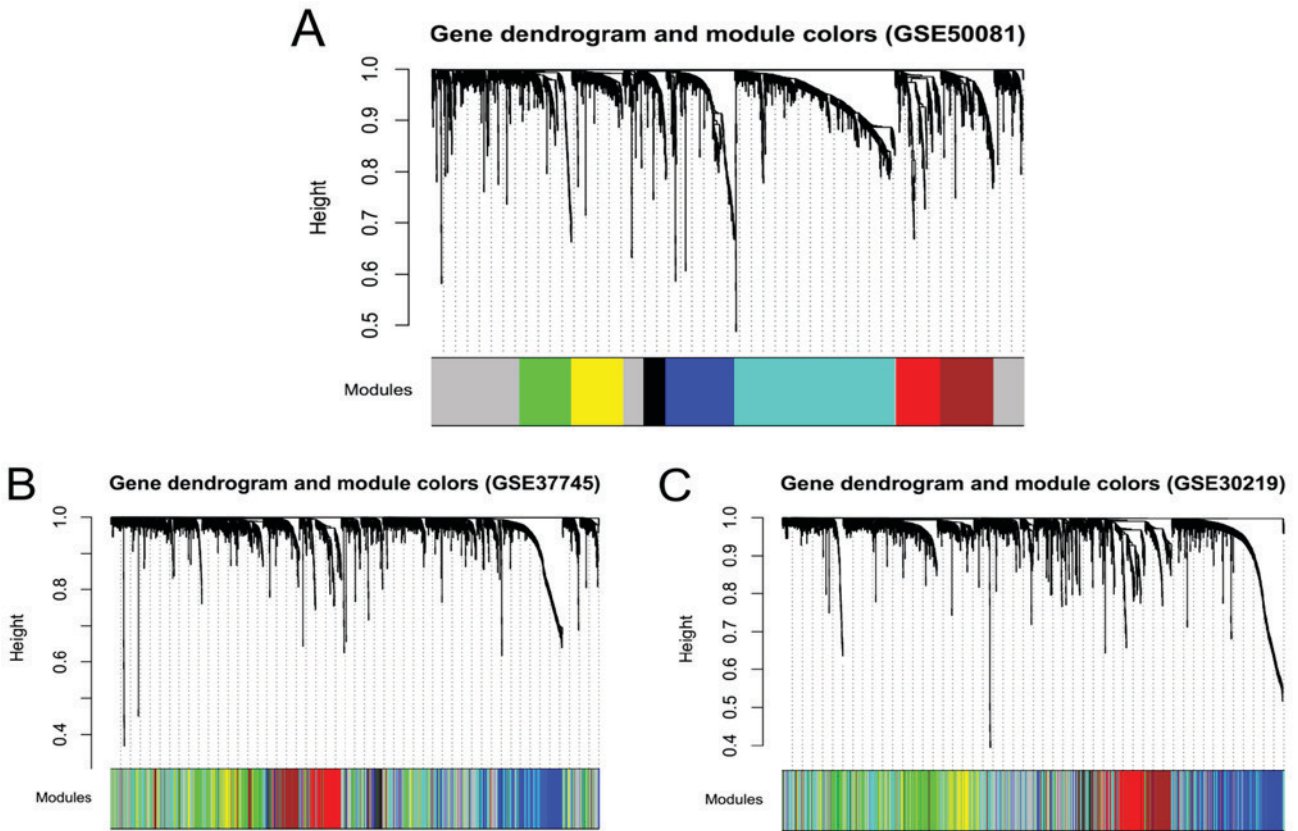 A
Gene dendrogram and module colors (GSE50081)
Height
1.0
0.9
0.8
0.7
0.6
0.5
Modules
B
Gene dendrogram and module colors (GSE37745)
Height
1.0
0.8
0.6
0.4
Modules
C
Gene dendrogram and module colors (GSE30219)
Height
1.0
0.9
0.8
0.7
0.6
0.5
0.4
Modules